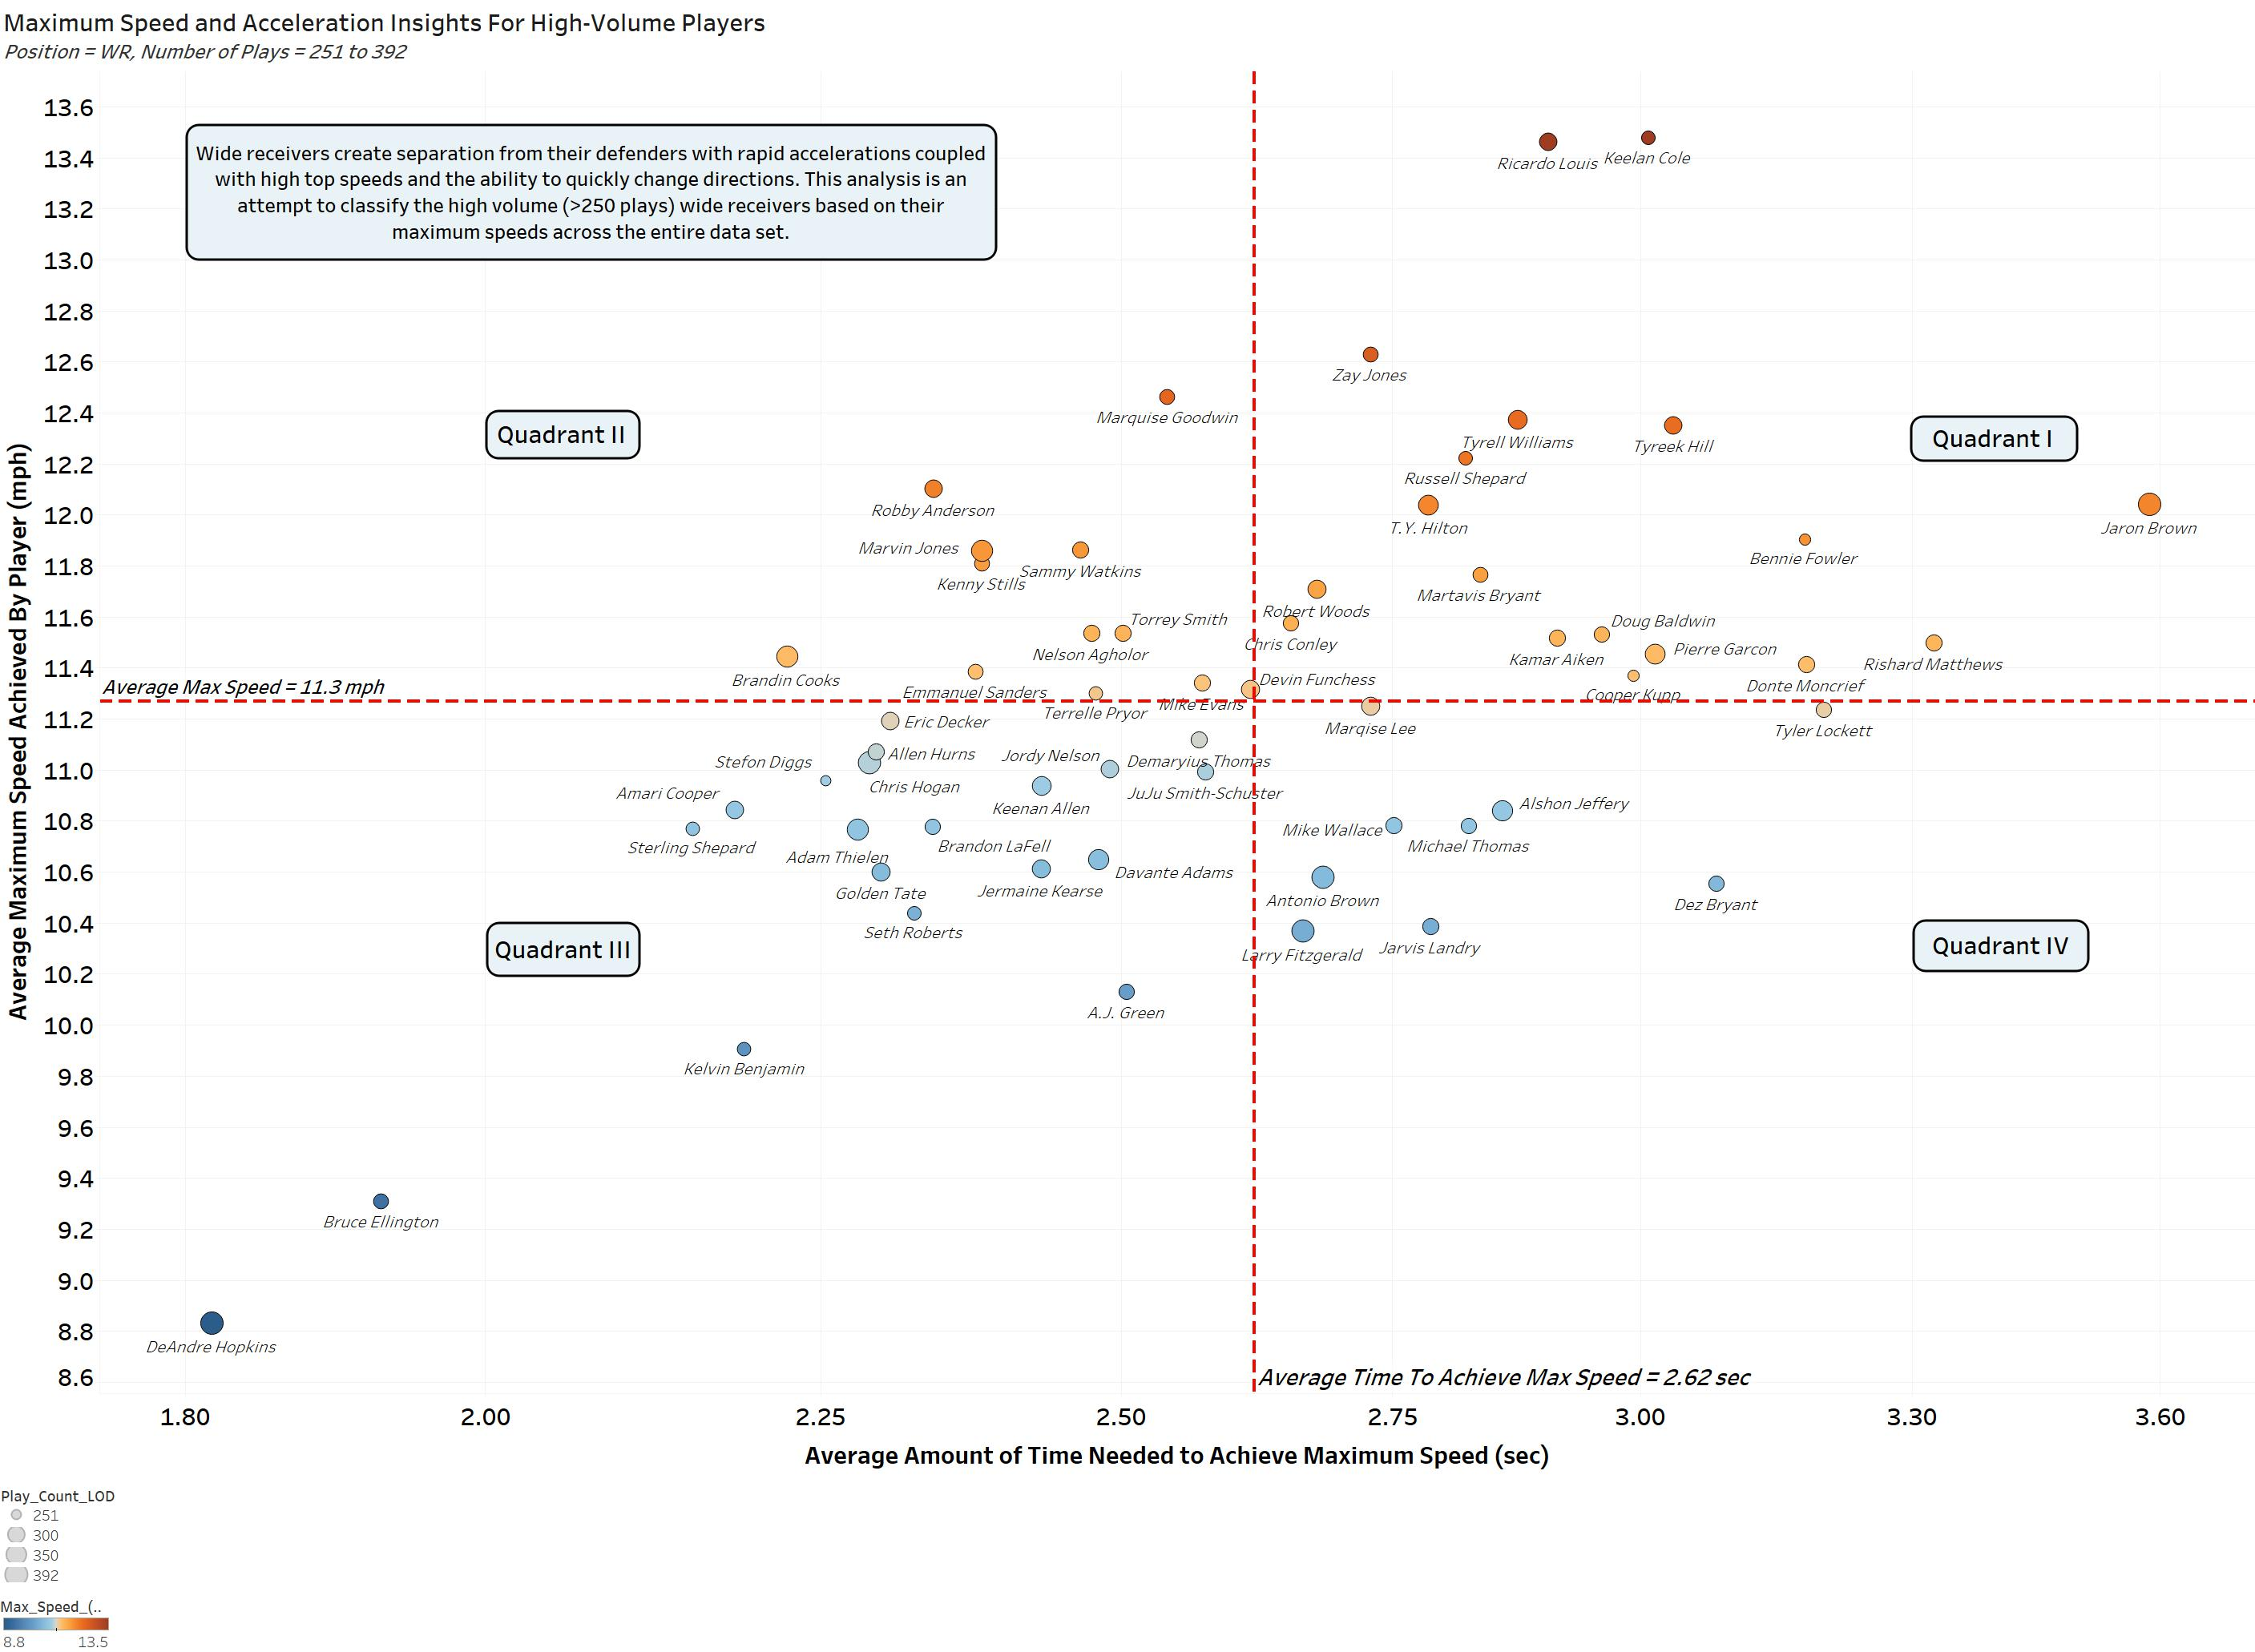 Maximum Speed and Acceleration Insights For High-Volume Players
Position = WR, Number of Plays = 251 to 392
Wide receivers create separation from their defenders with rapid accelerations coupled
with high top speeds and the ability to quickly change directions. This analysis is an
attempt to classify the high volume (>250 plays) wide receivers based on their
maximum speeds across the entire data set.
Average Maximum Speed Achieved By Player (mph)
13.6
13.4
13.2
13.0
12.8
12.6
12.4
12.2
12.0
11.8
11.6
11.4
11.2
11.0
10.8
10.6
10.4
10.2
10.0
9.8
9.6
9.4
9.2
9.0
8.8
8.6
Ricardo Louis
Keelan Cole
Zay Jones
Marquise Goodwin
Quadrant II
Quadrant I
Tyrell Williams
Tyreek Hill
Russell Shepard
Robby Anderson
T.Y. Hilton
Jaron Brown
Marvin Jones
Kenny Stills
Sammy Watkins
Bennie Fowler
Martavis Bryant
Robert Woods
Torrey Smith
Nelson Agholor
Chris Conley
Doug Baldwin
Kamar Aiken
Pierre Garcon
Rishard Matthews
Brandin Cooks
Emmanuel Sanders
Devin Funchess
Donte Moncrief
Cooper Kupp
Average Max Speed = 11.3 mph
Terrelle Pryor
Mike Evans
Marqise Lee
Tyler Lockett
Eric Decker
Allen Hurns
Stefon Diggs
Chris Hogan
Jordy Nelson
Demaryius Thomas
JuJu Smith-Schuster
Keenan Allen
Amari Cooper
Sterling Shepard
Adam Thielen
Brandon LaFell
Mike Wallace
Michael Thomas
Alshon Jeffery
Golden Tate
Jermaine Kearse
Davante Adams
Antonio Brown
Dez Bryant
Seth Roberts
Larry Fitzgerald
Jarvis Landry
Quadrant III
Quadrant IV
A.J. Green
Kelvin Benjamin
Bruce Ellington
DeAndre Hopkins
Average Time To Achieve Max Speed = 2.62 sec
1.80
2.00
2.25
2.50
2.75
3.00
3.30
3.60
Average Amount of Time Needed to Achieve Maximum Speed (sec)
Play_Count_LOD
251
300
350
392
Max_Speed_(..
8.8
13.5